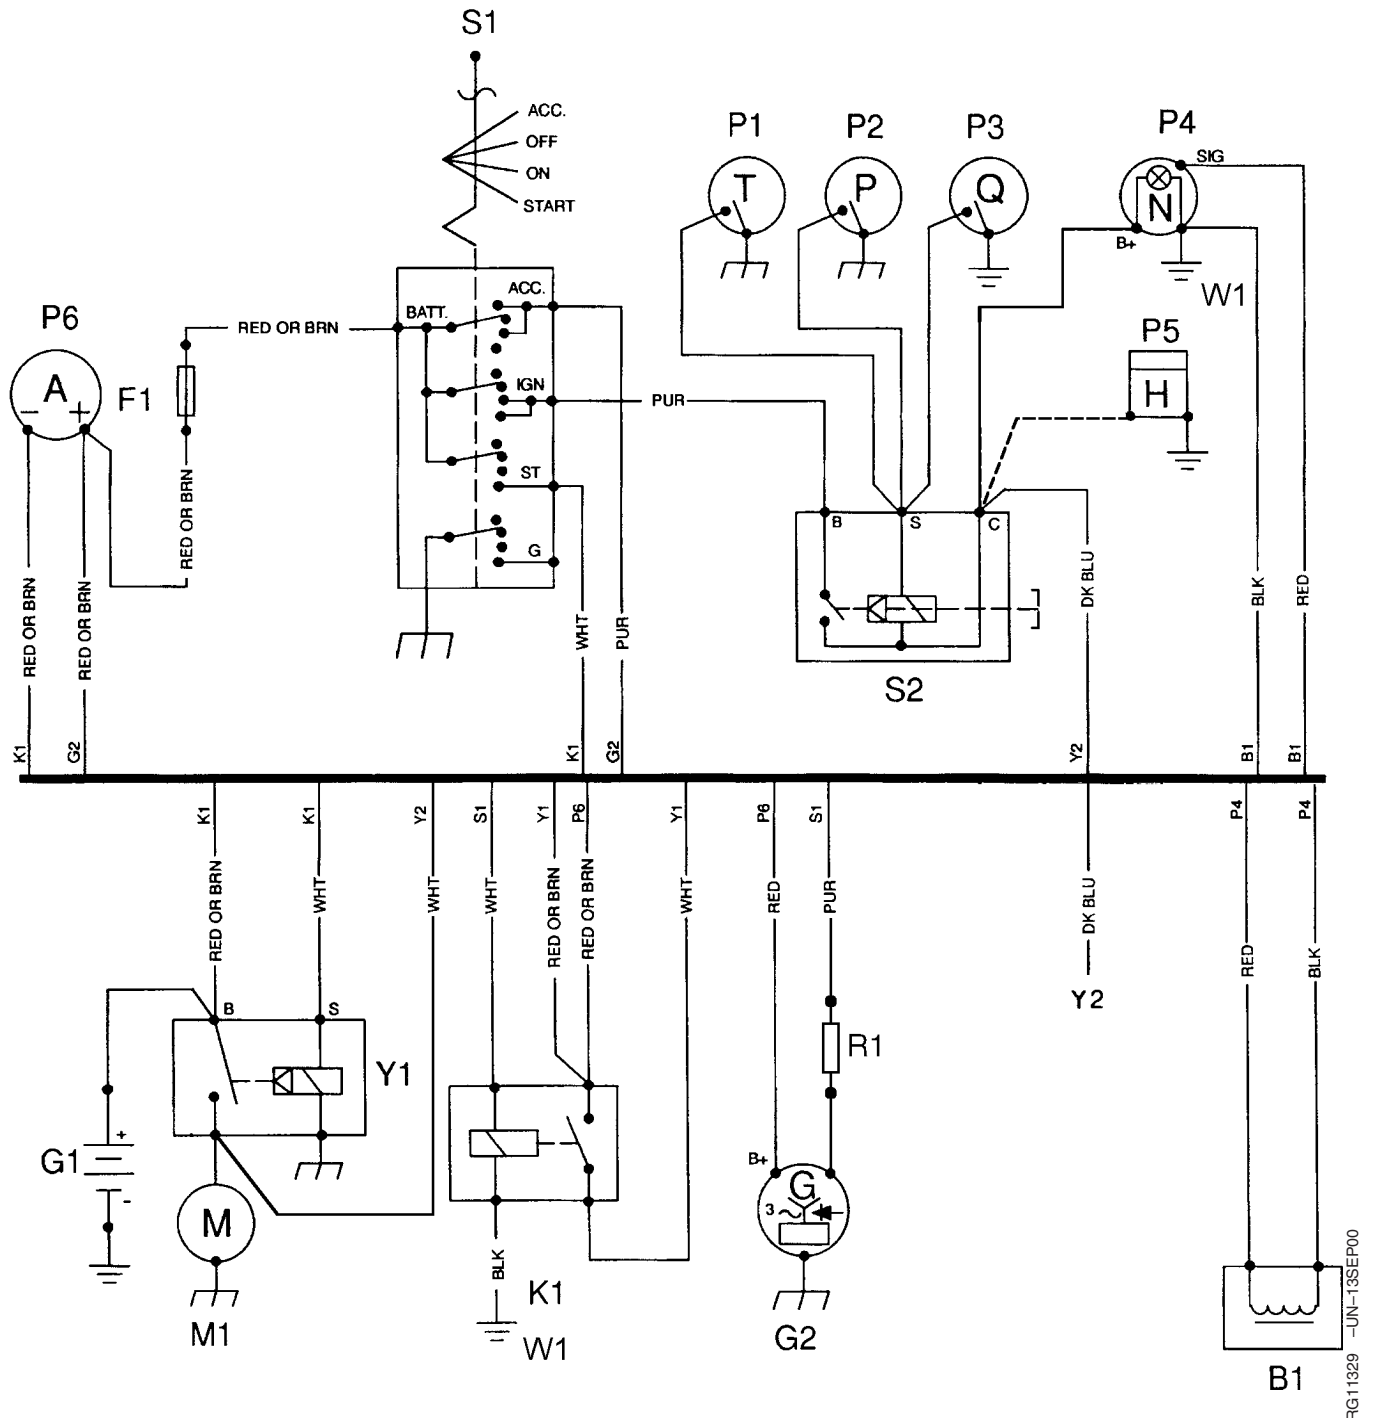 S1
ACC.
OFF
ON
START
P1
P2
P3
P4
T
P
Q
N
SIG
B+
W1
P5
H
P6
A
− +
F1
RED OR BRN
RED OR BRN
RED OR BRN
RED OR BRN
BATT.
ACC.
IGN
ST
G
PUR
WHT
PUR
B
S
C
S2
DK BLU
BLK
RED
K1
G2
K1
G2
Y2
B1
B1
K1
K1
Y2
S1
Y1
P6
Y1
P6
S1
P4
P4
RED OR BRN
WHT
WHT
WHT
RED OR BRN
RED OR BRN
WHT
RED
PUR
DK BLU
RED
BLK
Y2
B
S
Y1
G1
+
-
M
M1
BLK
K1
W1
R1
B+
G
3
G2
B1
RG11329 –UN–13SEP00